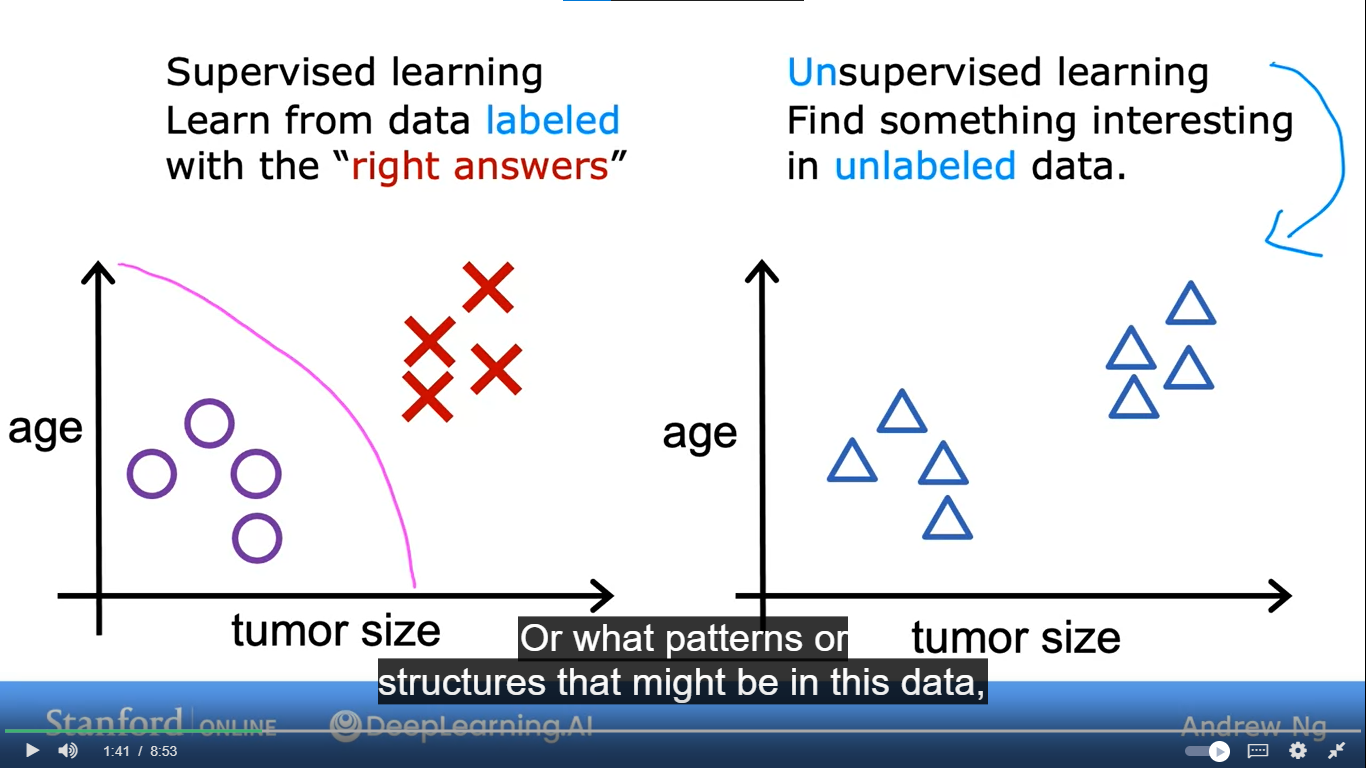 Supervised learning
Learn from data labeled
with the “right answers”
Unsupervised learning
Find something interesting
in unlabeled data.
age
tumor size
age
tumor size
Or what patterns or
structures that might be in this data,
Stanford ONLINE
DeepLearning.AI
Andrew Ng
1:41 / 8:53